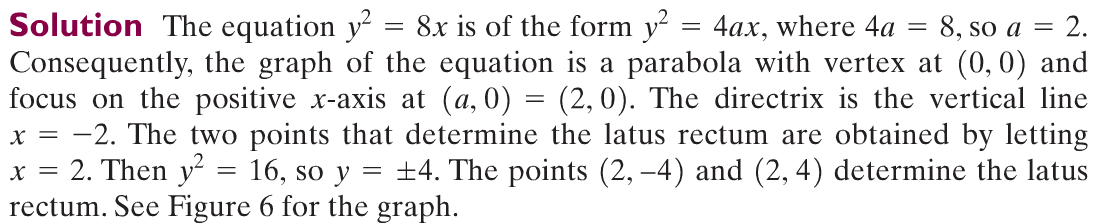 Solution The equation y² = 8x is of the form y² = 4ax, where 4a = 8, so a = 2.
Consequently, the graph of the equation is a parabola with vertex at (0, 0) and
focus on the positive x-axis at (a, 0) = (2, 0). The directrix is the vertical line
x = −2. The two points that determine the latus rectum are obtained by letting
x = 2. Then y² = 16, so y = ±4. The points (2, −4) and (2, 4) determine the latus
rectum. See Figure 6 for the graph.